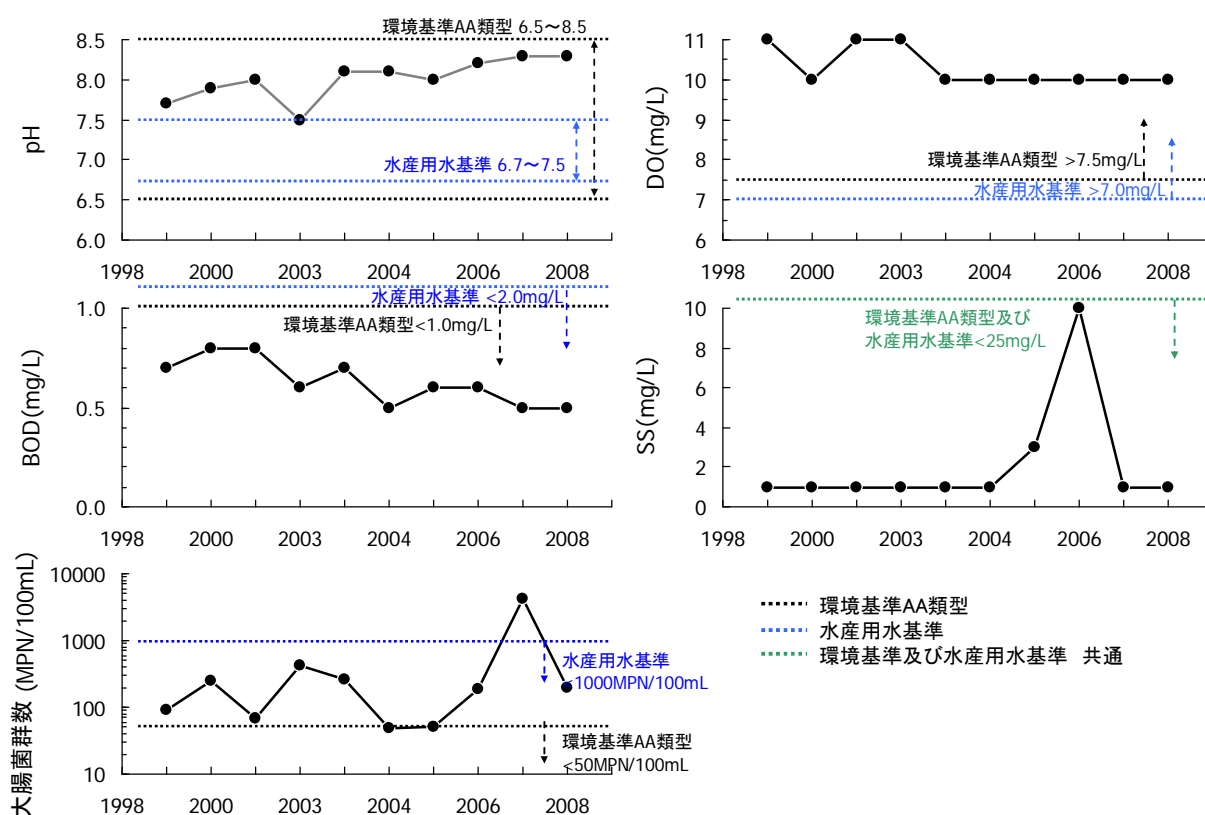 環境基準AA類型 6.5～8.5
pH
8.5
8.0
7.5
7.0
6.5
6.0
水産用水基準 6.7～7.5
1998 2000 2003 2004 2006 2008
DO(mg/L)
11
10
9
8
7
6
環境基準AA類型 >7.5mg/L
水産用水基準 >7.0mg/L
1998 2000 2003 2004 2006 2008
BOD(mg/L)
1.0
0.5
0.0
水産用水基準 <2.0mg/L
環境基準AA類型<1.0mg/L
1998 2000 2003 2004 2006 2008
SS(mg/L)
10
8
6
4
2
0
環境基準AA類型及び
水産用水基準<25mg/L
1998 2000 2003 2004 2006 2008
大腸菌群数 (MPN/100mL)
10000
1000
100
10
水産用水基準
<1000MPN/100mL
環境基準AA類型
<50MPN/100mL
1998 2000 2003 2004 2006 2008
環境基準AA類型
水産用水基準
環境基準及び水産用水基準　共通